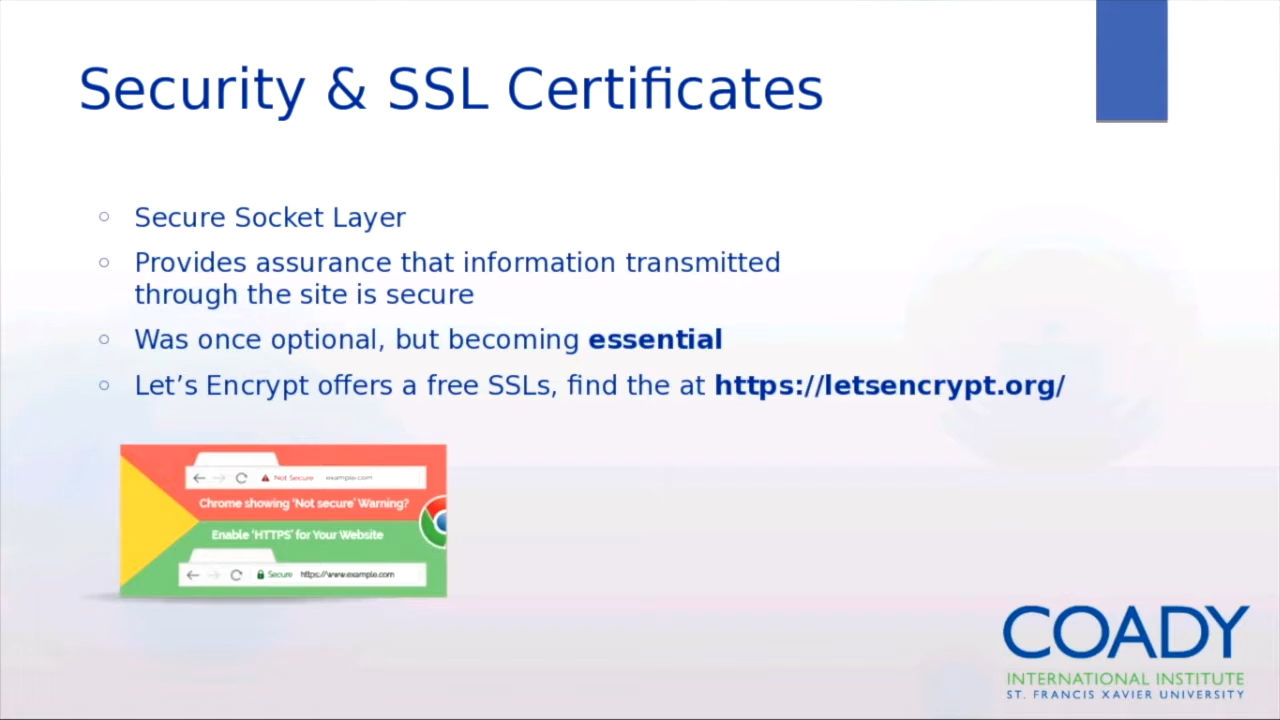 Security & SSL Certificates
Secure Socket Layer
Provides assurance that information transmitted
through the site is secure
Was once optional, but becoming essential
Let’s Encrypt offers a free SSLs, find the at https://letsencrypt.org/
Not Secure example.com
Chrome showing 'Not secure' Warning?
Enable 'HTTPS' for Your Website
Secure https://www.example.com
COADY
INTERNATIONAL INSTITUTE
ST. FRANCIS XAVIER UNIVERSITY